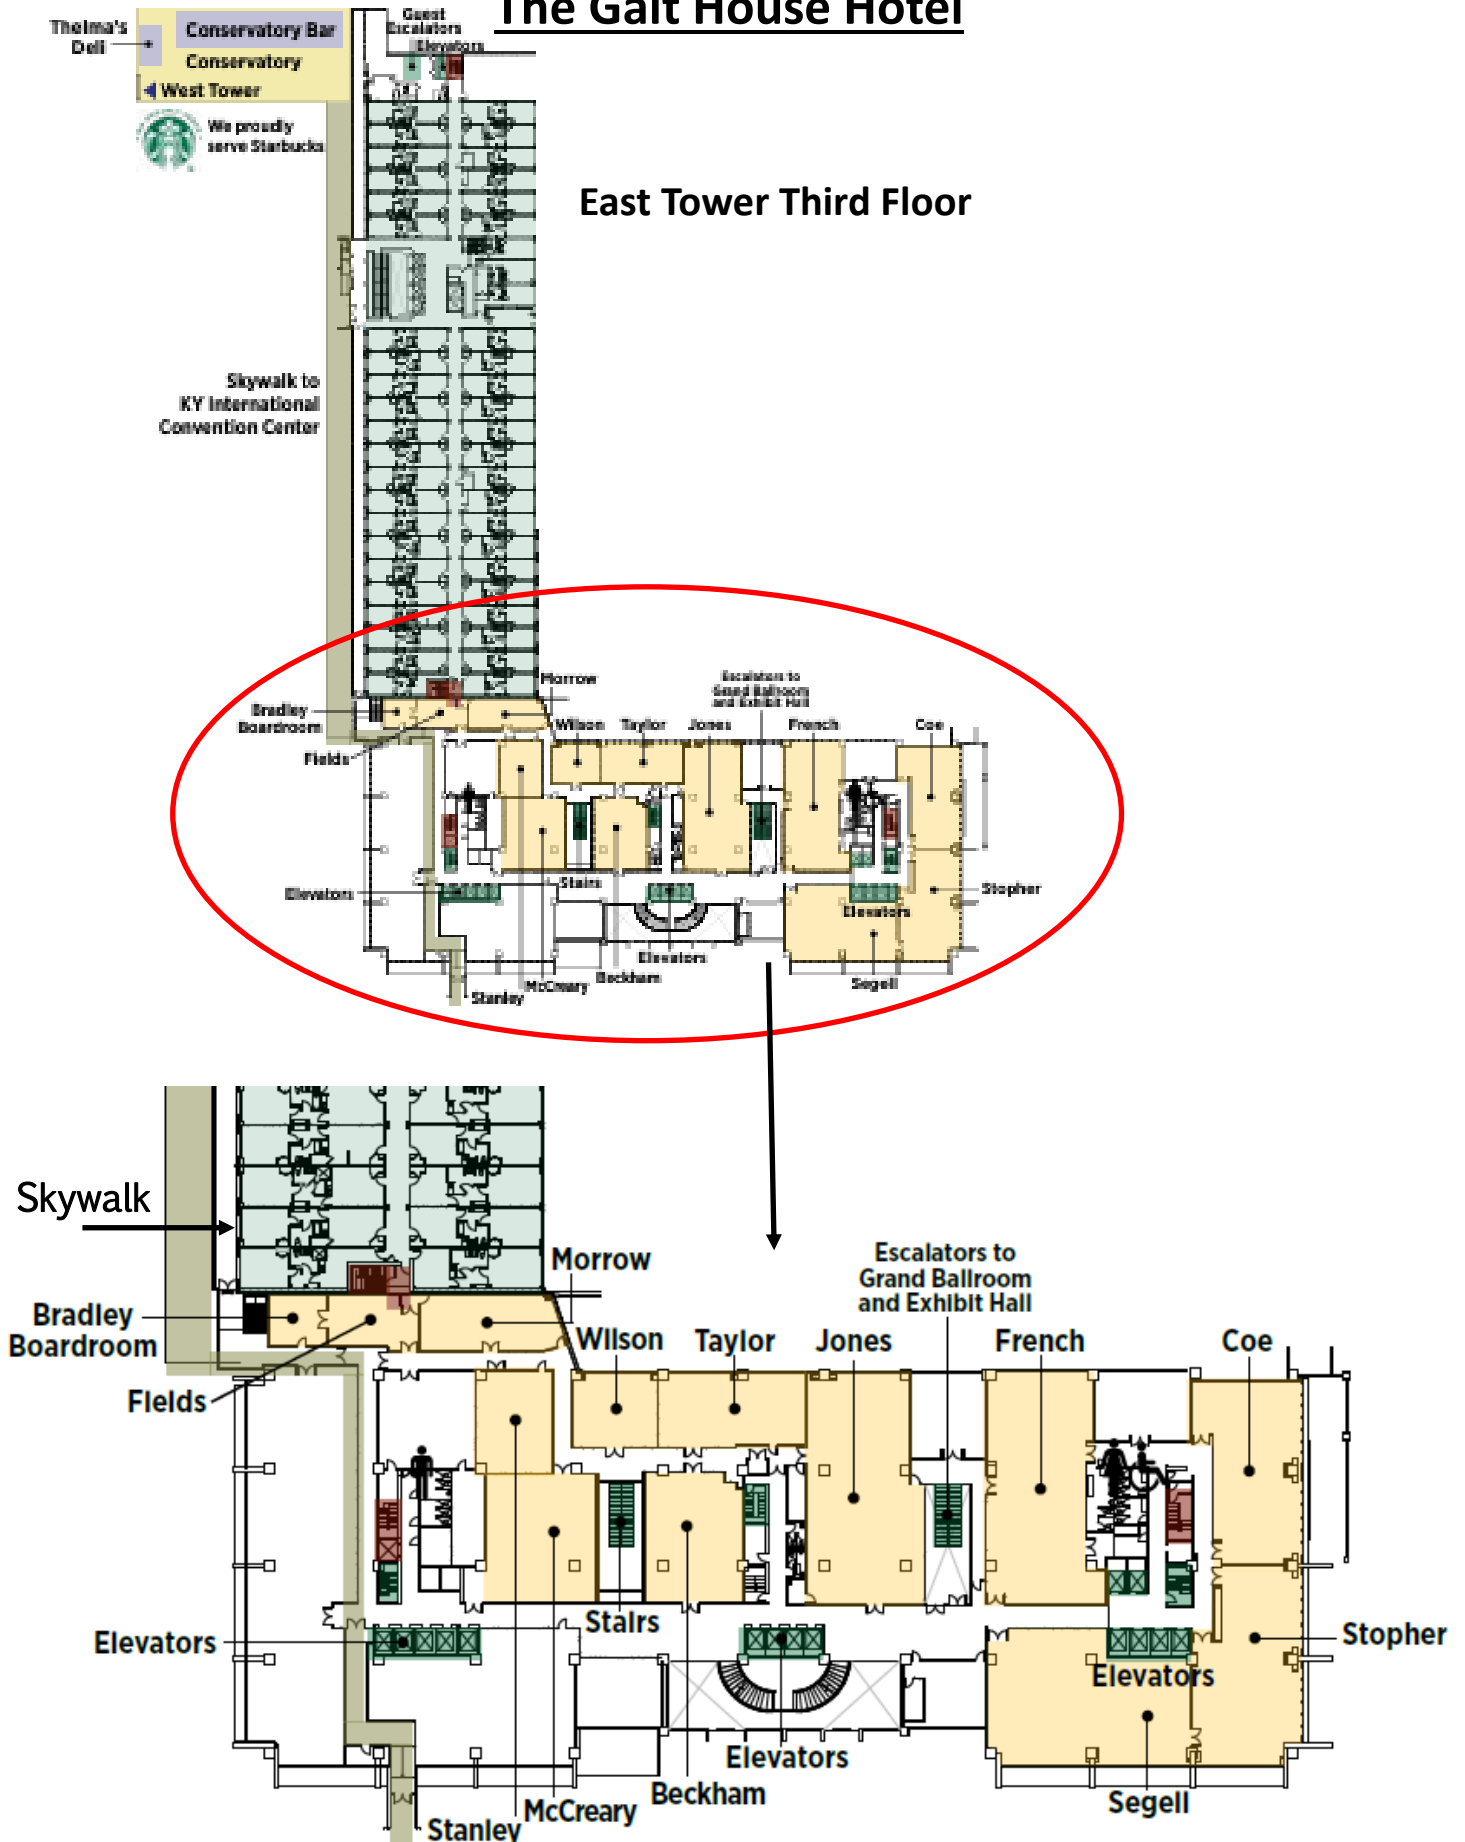 The Galt House Hotel
Thelma's
Deli
Conservatory Bar
Conservatory
West Tower
Guest
Escalators
Elevators
We proudly
serve Starbucks
East Tower Third Floor
Skywalk to
KY International
Convention Center
Morrow
Escalators to
Grand Ballroom
and Exhibit Hall
Bradley
Boardroom
Wilson
Taylor
Jones
French
Coe
Fields
Elevators
Stairs
Stopher
Elevators
Elevators
Beckham
McCreary
Stanley
Segell
Skywalk
Morrow
Escalators to
Grand Ballroom
and Exhibit Hall
Bradley
Boardroom
Wilson
Taylor
Jones
French
Coe
Fields
Stairs
Elevators
Stopher
Elevators
Elevators
Beckham
McCreary
Segell
Stanley